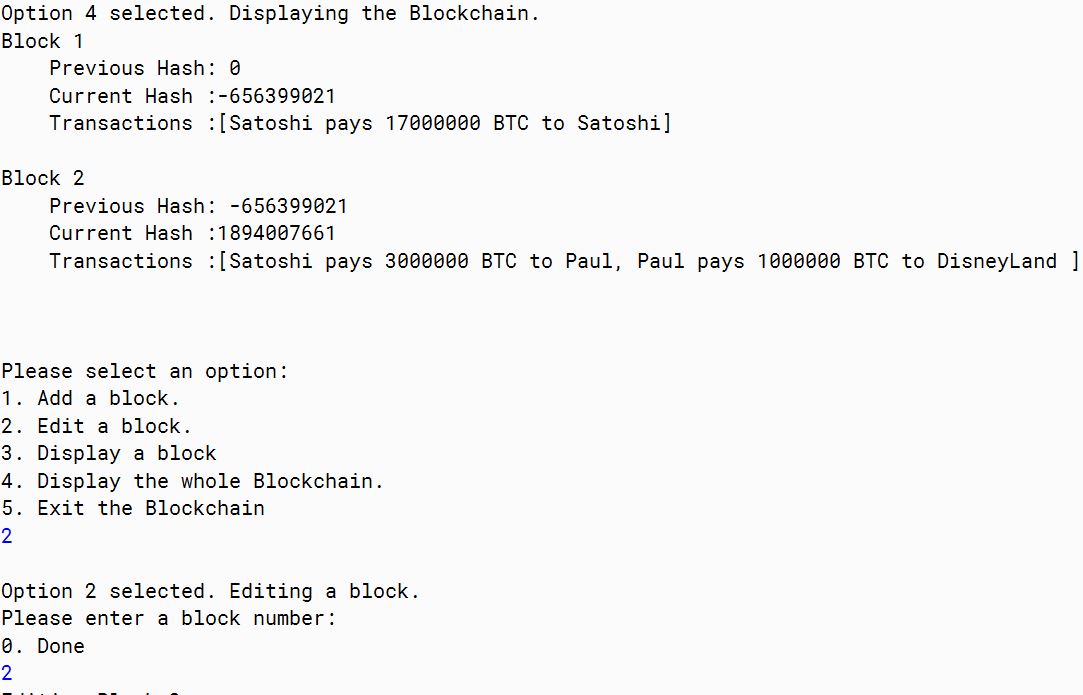 Option 4 selected. Displaying the Blockchain.
Block 1
    Previous Hash: 0
    Current Hash :-656399021
    Transactions :[Satoshi pays 17000000 BTC to Satoshi]
Block 2
    Previous Hash: -656399021
    Current Hash :1894007661
    Transactions :[Satoshi pays 3000000 BTC to Paul, Paul pays 1000000 BTC to DisneyLand ]
Please select an option:
1. Add a block.
2. Edit a block.
3. Display a block
4. Display the whole Blockchain.
5. Exit the Blockchain
2
Option 2 selected. Editing a block.
Please enter a block number:
0. Done
2